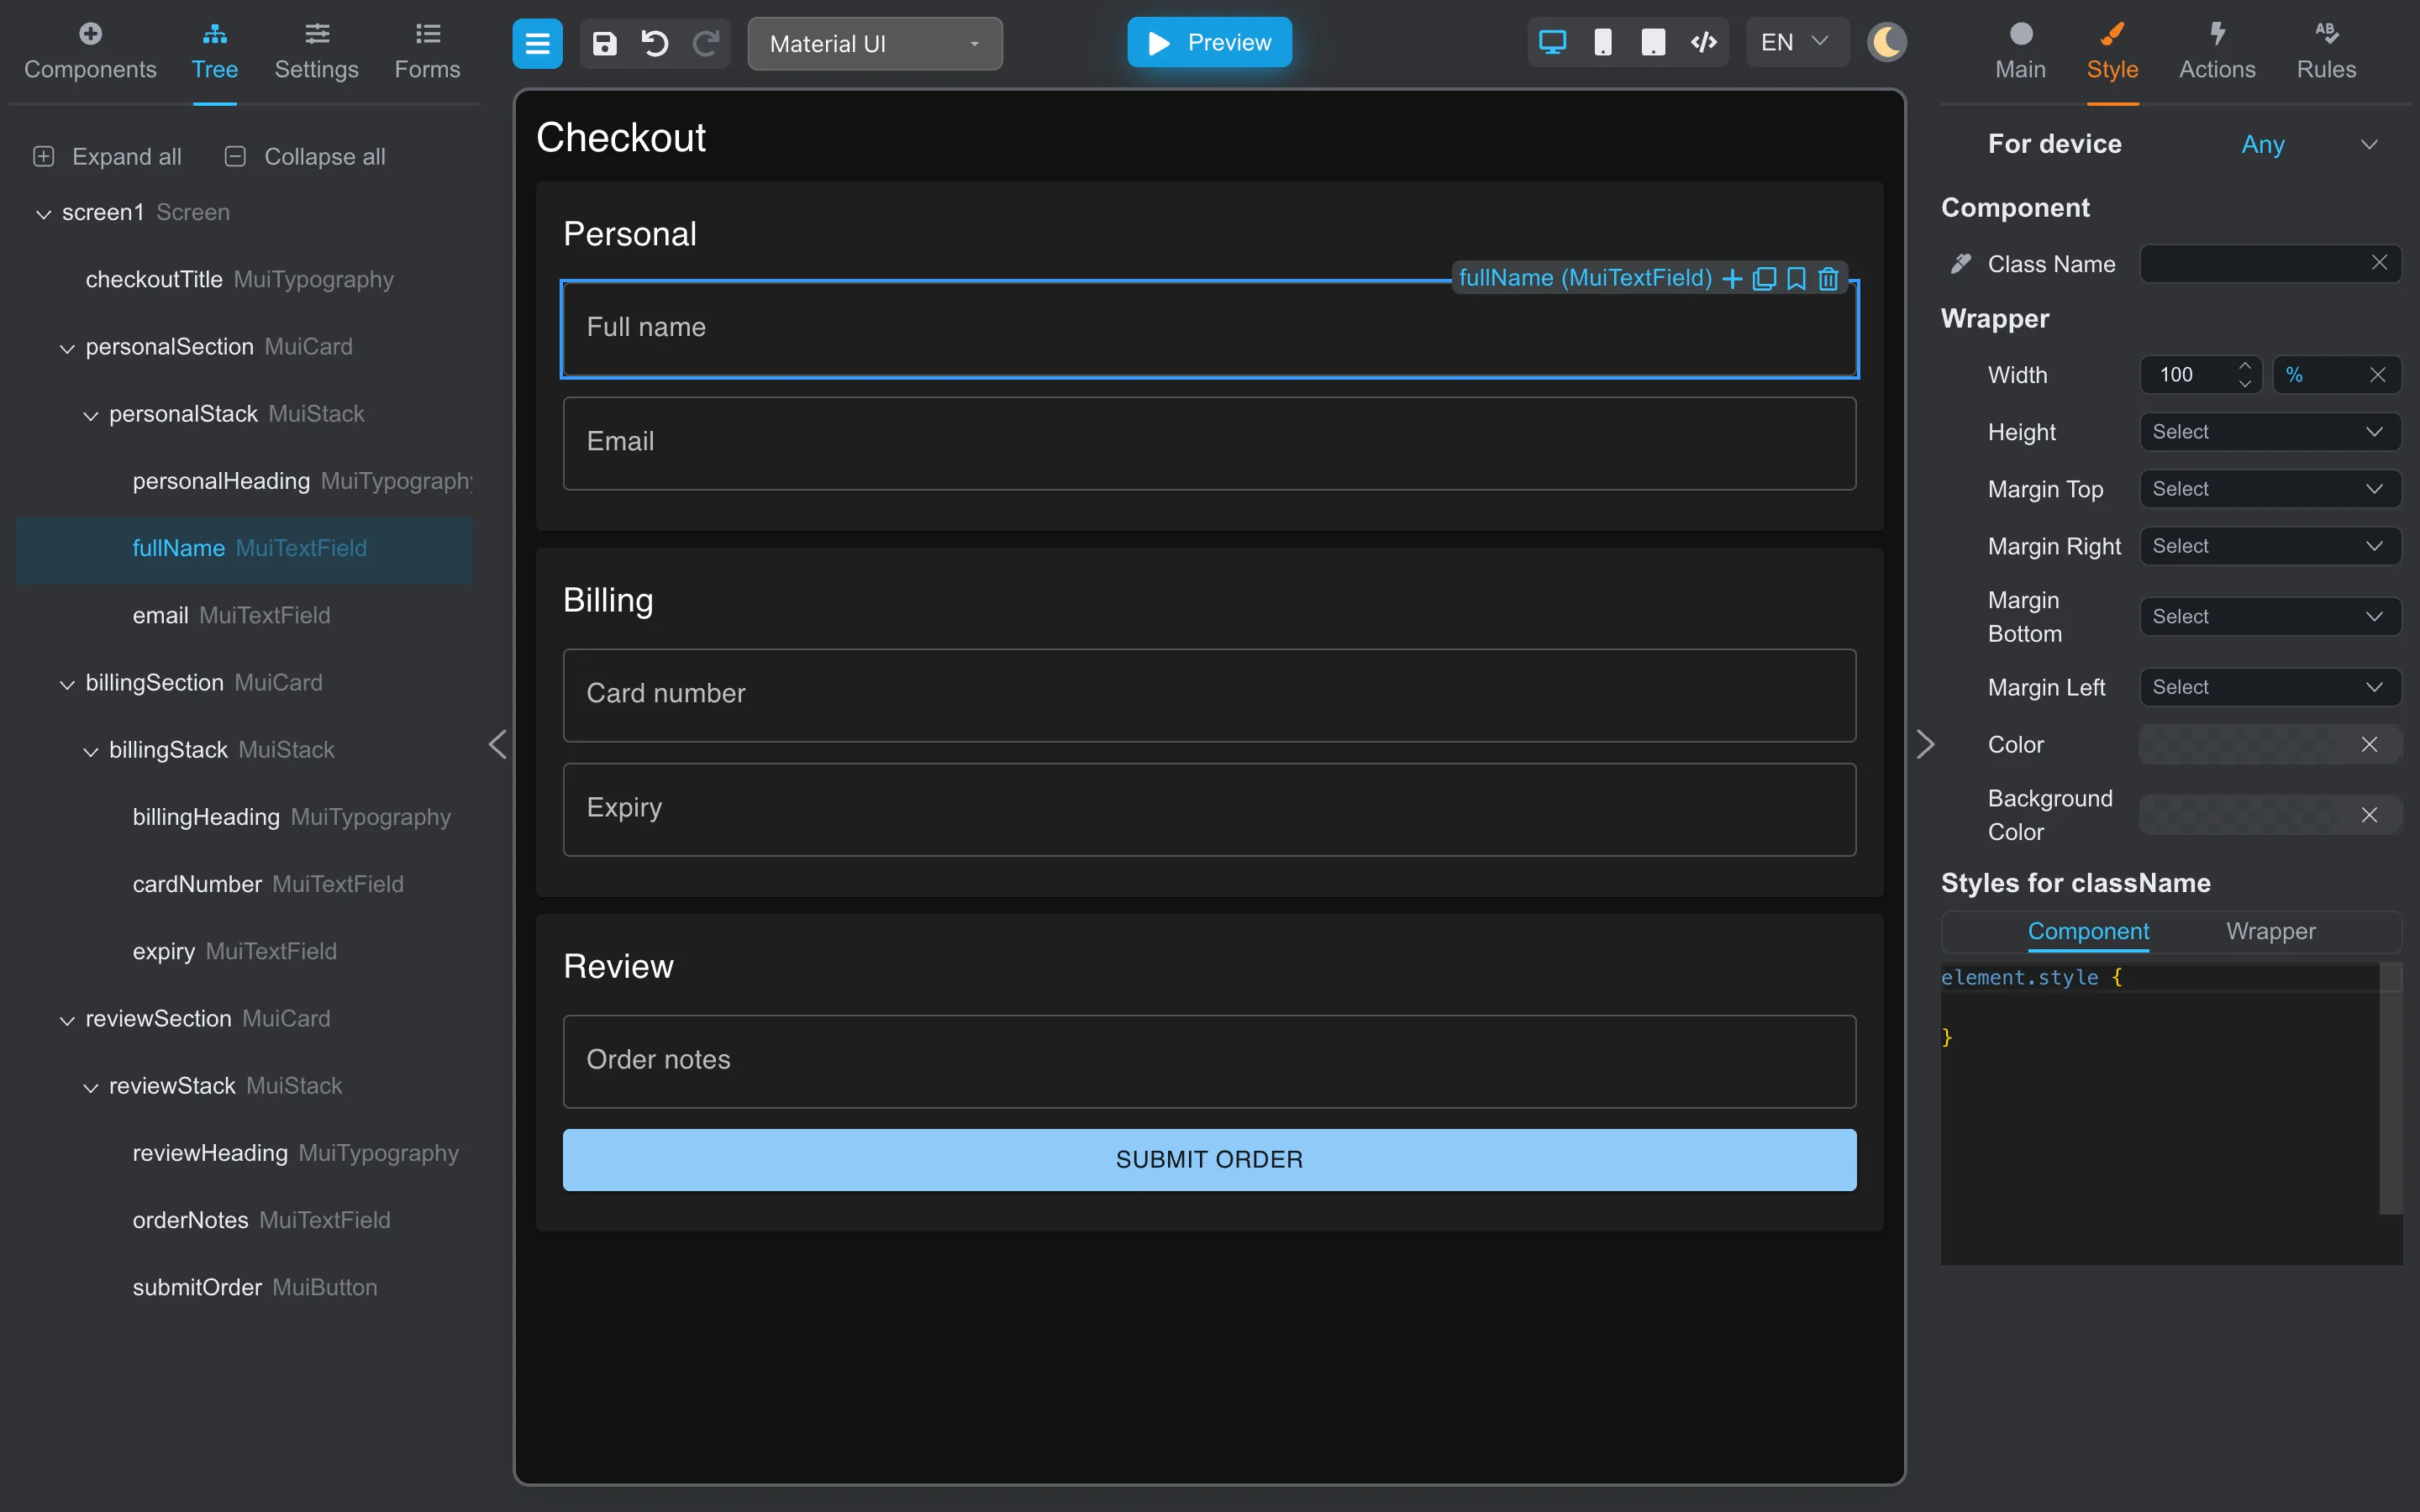 Components
Tree
Settings
Forms
Material UI
Preview
EN
Main
Style
Actions
AB
Rules
Expand all
Collapse all
screen1 Screen
checkoutTitle MuiTypography
personalSection MuiCard
personalStack MuiStack
personalHeading MuiTypography
fullName MuiTextField
email MuiTextField
billingSection MuiCard
billingStack MuiStack
billingHeading MuiTypography
cardNumber MuiTextField
expiry MuiTextField
reviewSection MuiCard
reviewStack MuiStack
reviewHeading MuiTypography
orderNotes MuiTextField
submitOrder MuiButton
Checkout
Personal
fullName (MuiTextField)
Full name
Email
Billing
Card number
Expiry
Review
Order notes
SUBMIT ORDER
For device Any
Component
Class Name
Wrapper
Width 100 %
Height Select
Margin Top Select
Margin Right Select
Margin
Bottom
Select
Margin Left Select
Color
Background
Color
Styles for className
Component Wrapper
element.style {
}